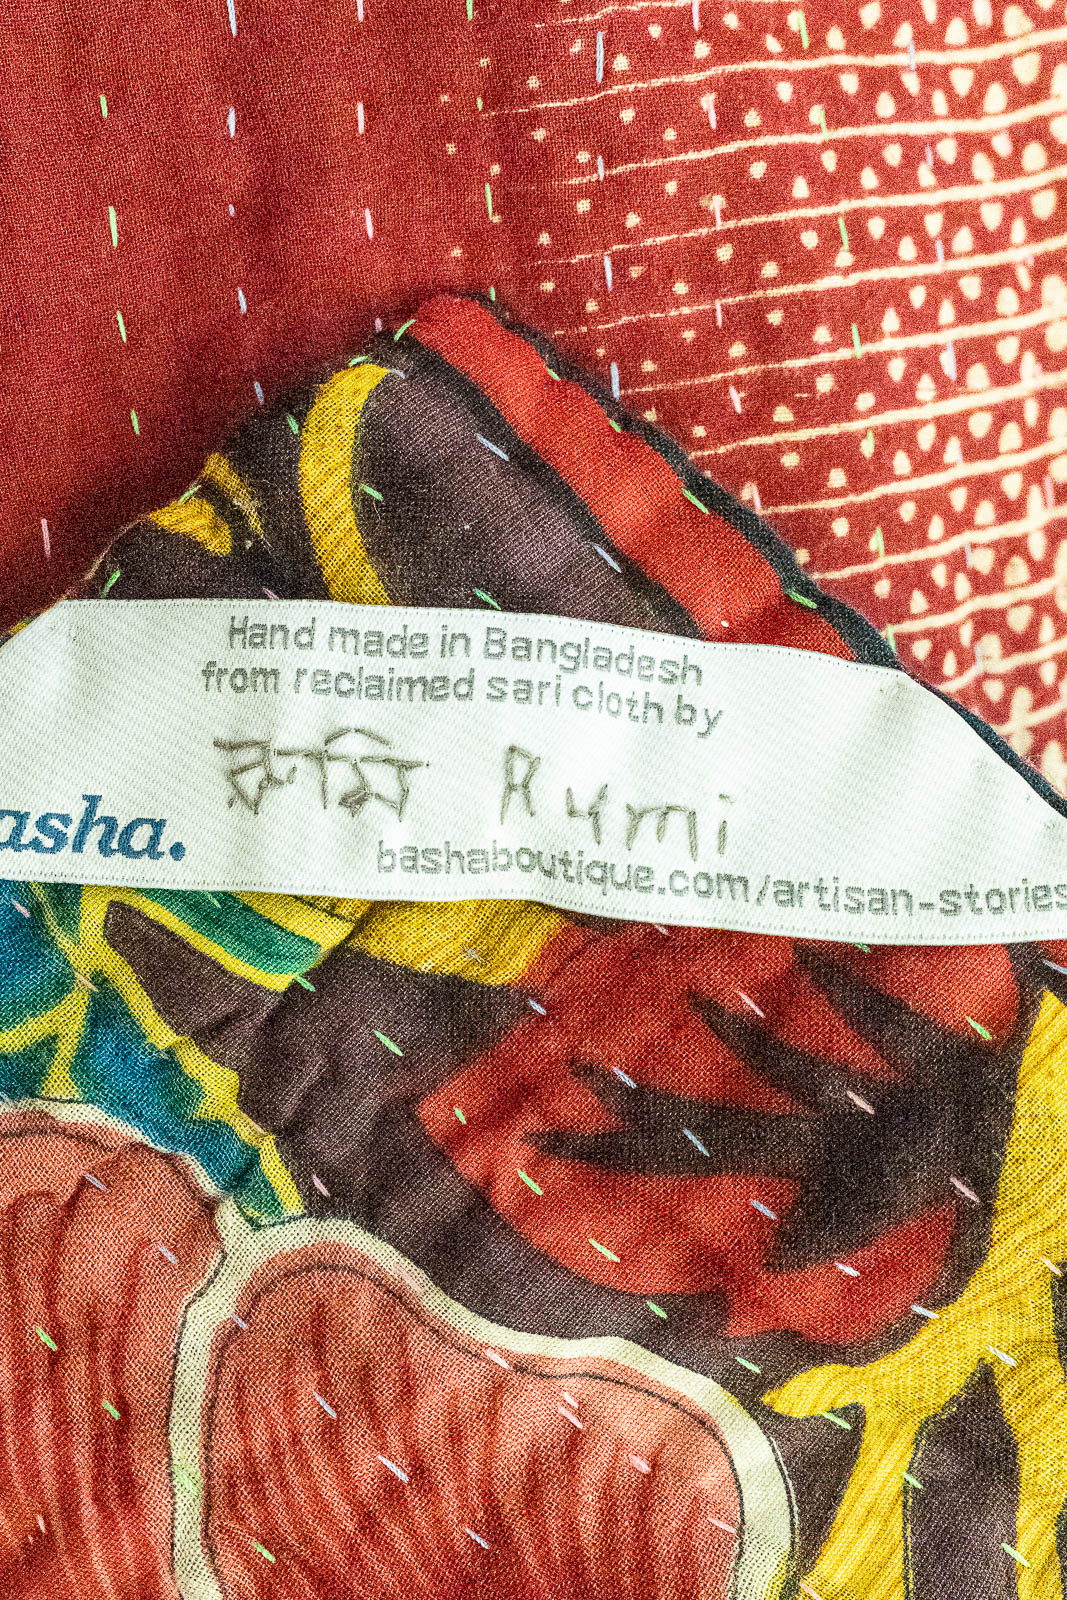 Hand made in Bangladesh
from reclaimed sari cloth by
রুমি Rumi
asha.
bashaboutique.com/artisan-stories